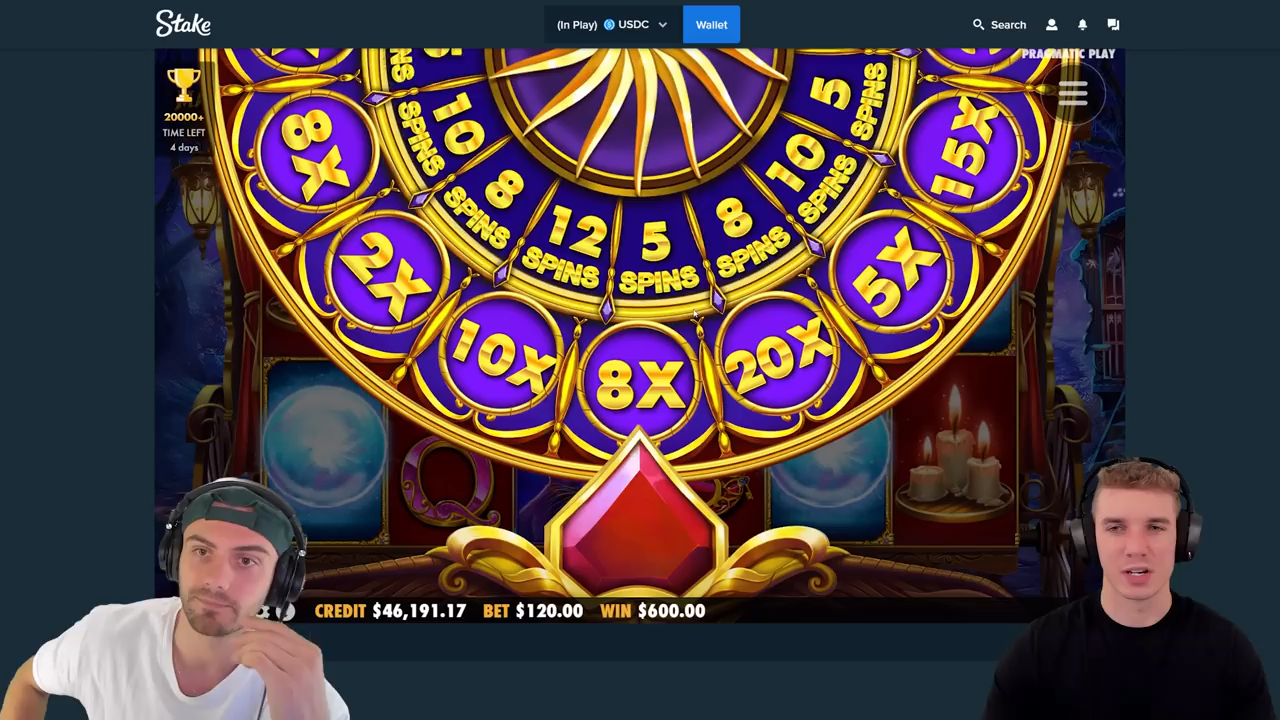 Stake
(In Play) USDC
Wallet
Search
PRAGMATIC PLAY
20000+
TIME LEFT
4 days
SPINS
10 SPINS
8 SPINS
12 SPINS
5 SPINS
8 SPINS
10 SPINS
5 SPINS
8X
2X
10X
8X
20X
5X
15X
Q
CREDIT $46,191.17 BET $120.00 WIN $600.00